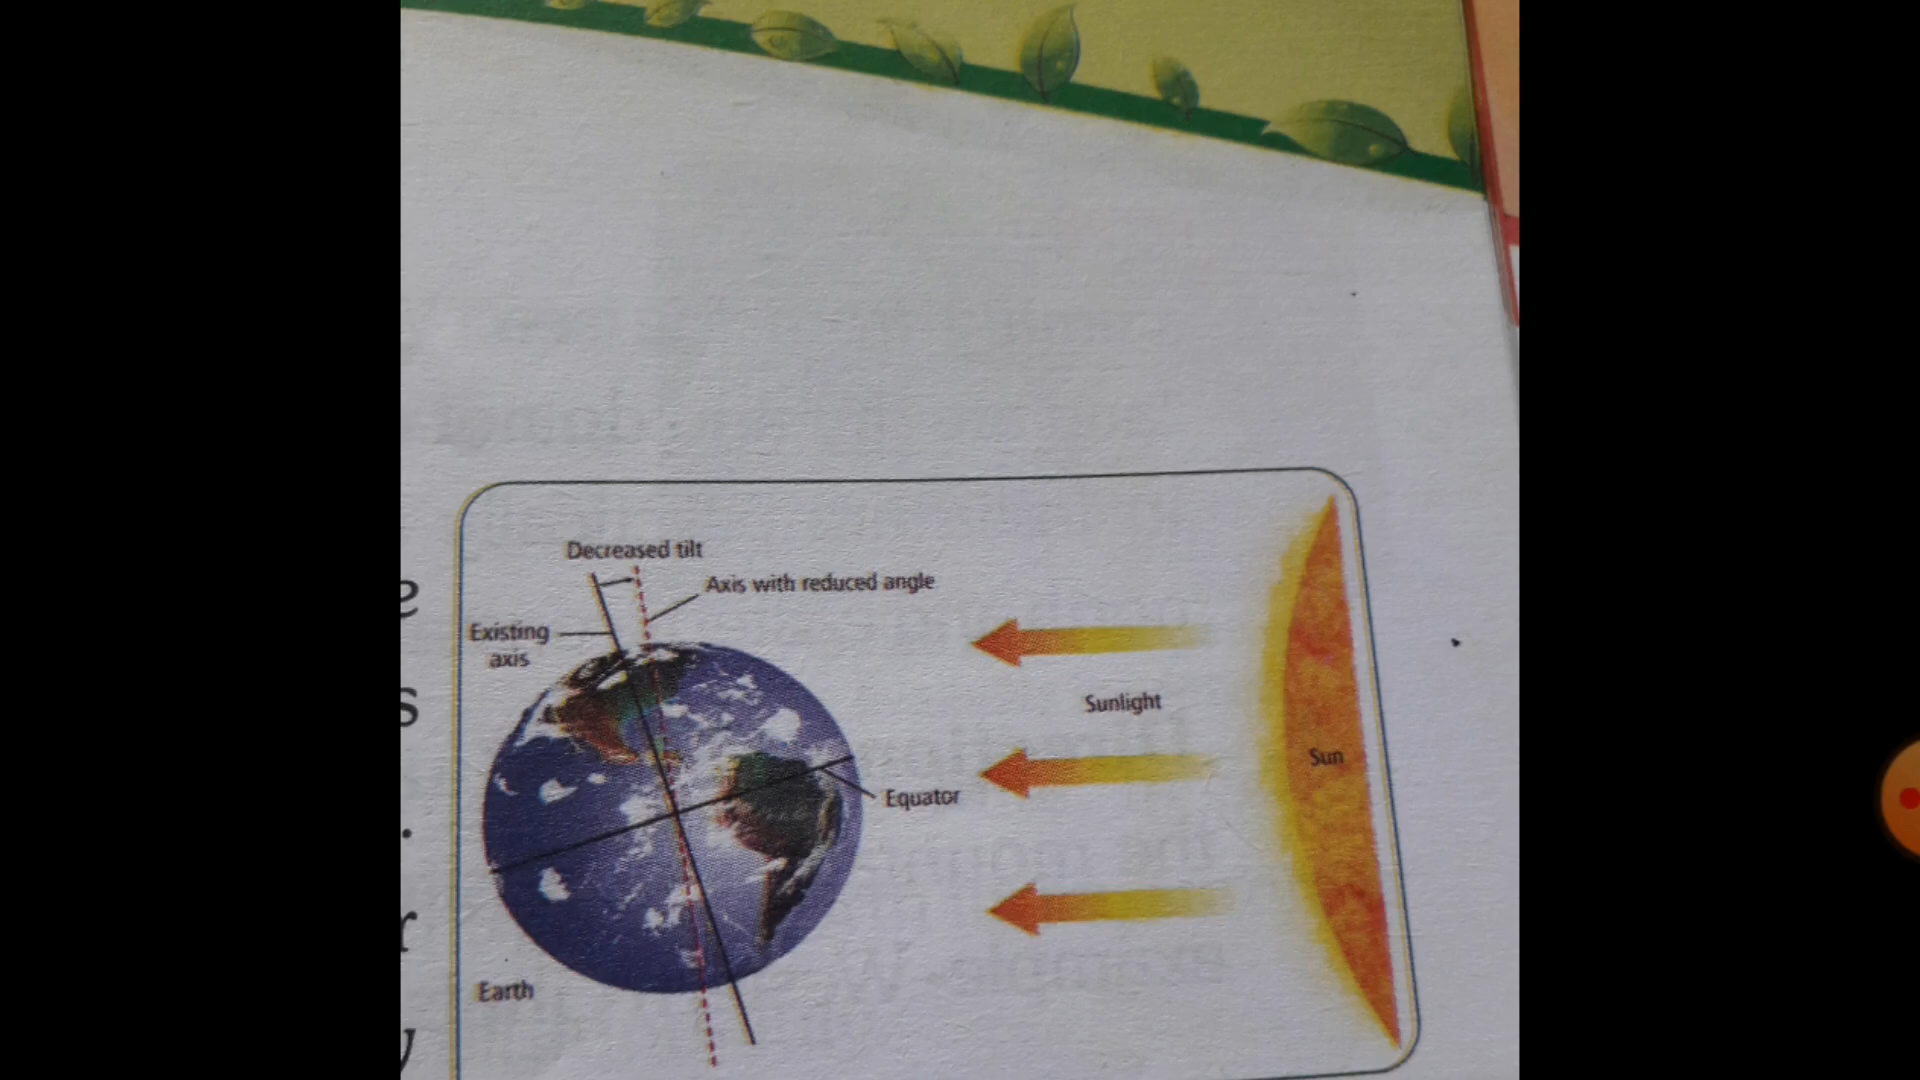 Decreased tilt
Axis with reduced angle
Existing
axis
Sunlight
Sun
Equator
Earth
e
s
.
r
y